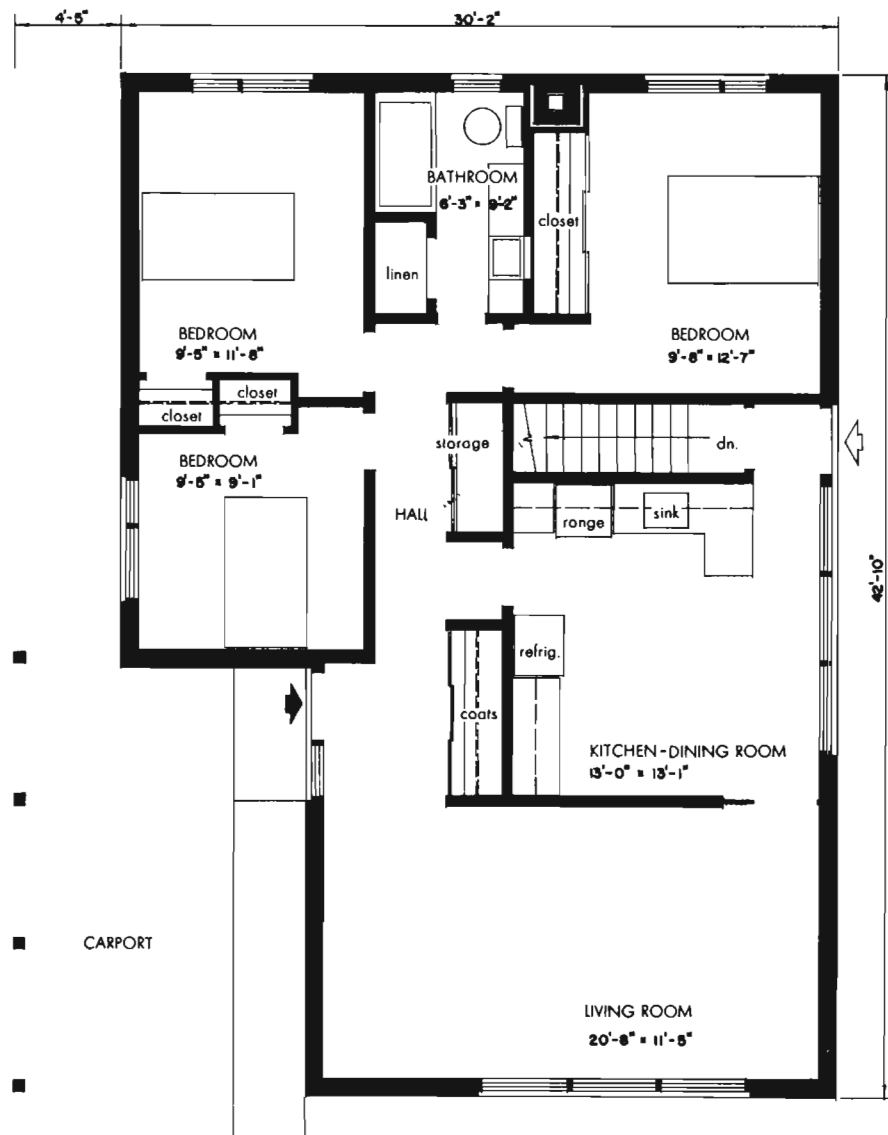 4'-5"
30'-2"
BATHROOM
6'-3" × 9'-2"
closet
linen
BEDROOM
9'-5" × 11'-8"
BEDROOM
9'-8" × 12'-7"
closet
closet
storage
dn.
BEDROOM
9'-5" × 9'-1"
HALL
range
sink
42'-10"
refrig.
coats
KITCHEN-DINING ROOM
13'-0" × 13'-1"
CARPORT
LIVING ROOM
20'-8" × 11'-5"